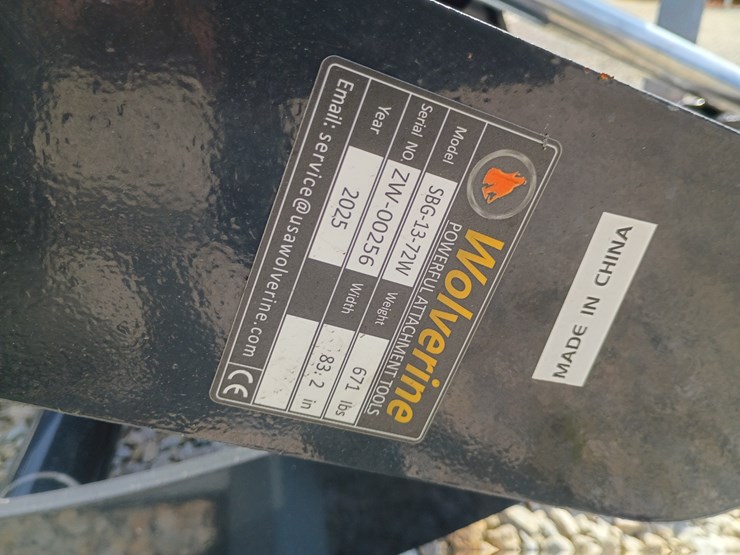 Wolverine
POWERFUL ATTACHMENT TOOLS
Model SBG-13-72W Weight 671 lbs
Serial NO. ZW-00256 Width 83.2 in
Year 2025
Email: service@usawolverine.com CE
MADE IN CHINA